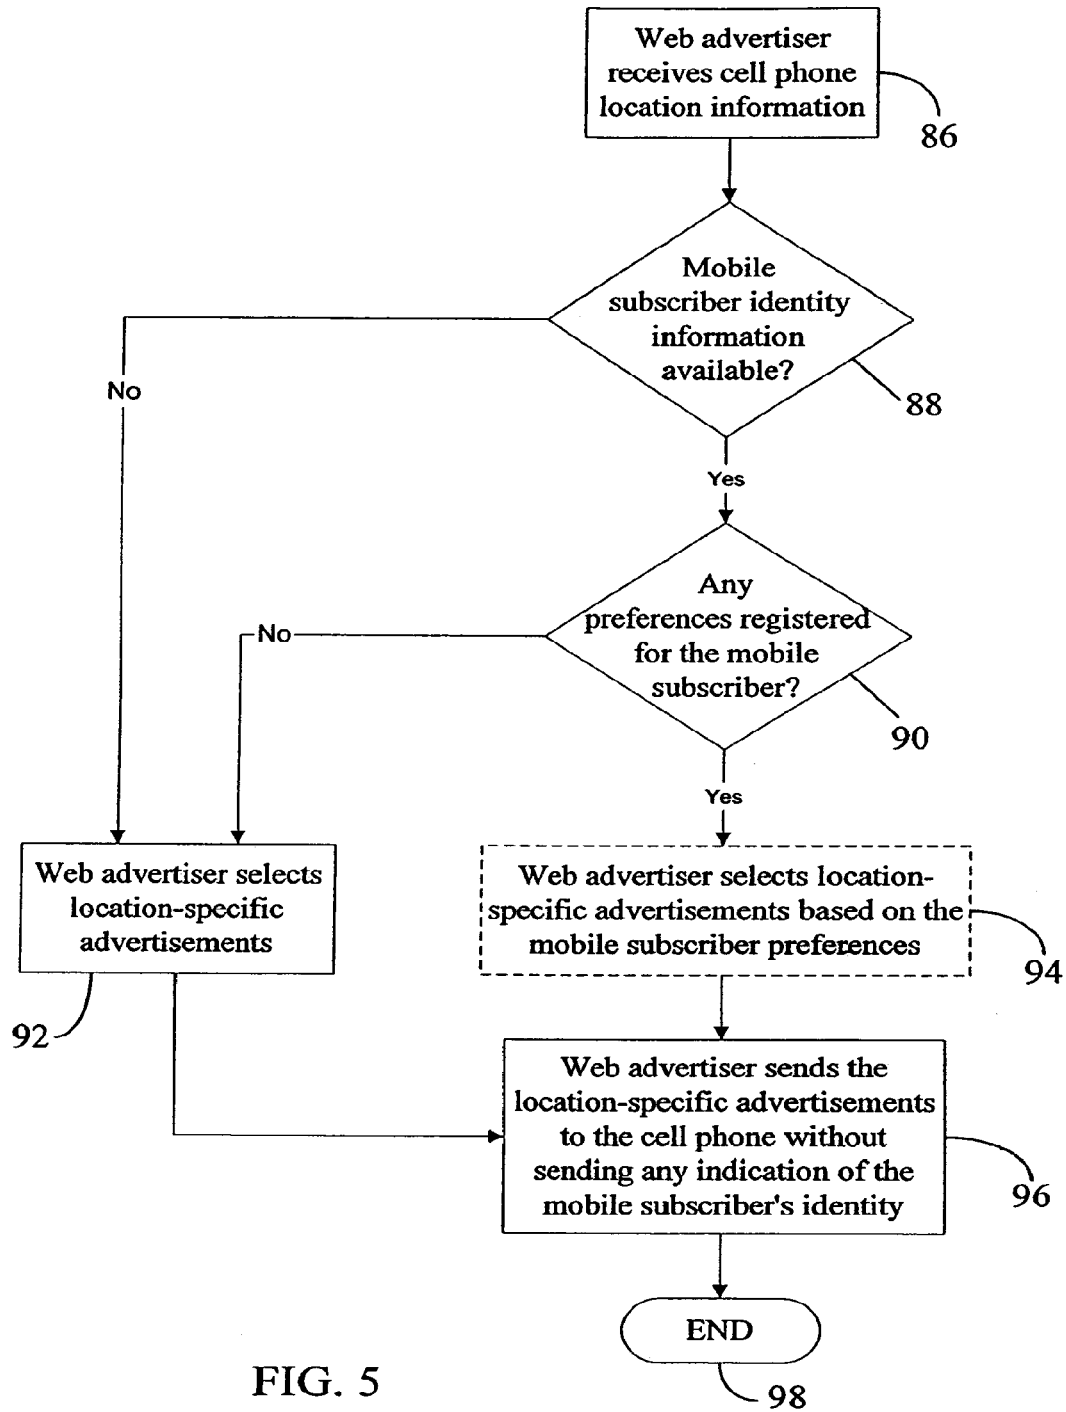 Web advertiser
receives cell phone
location information
86
Mobile
subscriber identity
information
available?
88
No
Yes
Any
preferences registered
for the mobile
subscriber?
90
No
Yes
Web advertiser selects
location-specific
advertisements
92
Web advertiser selects location-
specific advertisements based on the
mobile subscriber preferences
94
Web advertiser sends the
location-specific advertisements
to the cell phone without
sending any indication of the
mobile subscriber's identity
96
END
98
FIG. 5